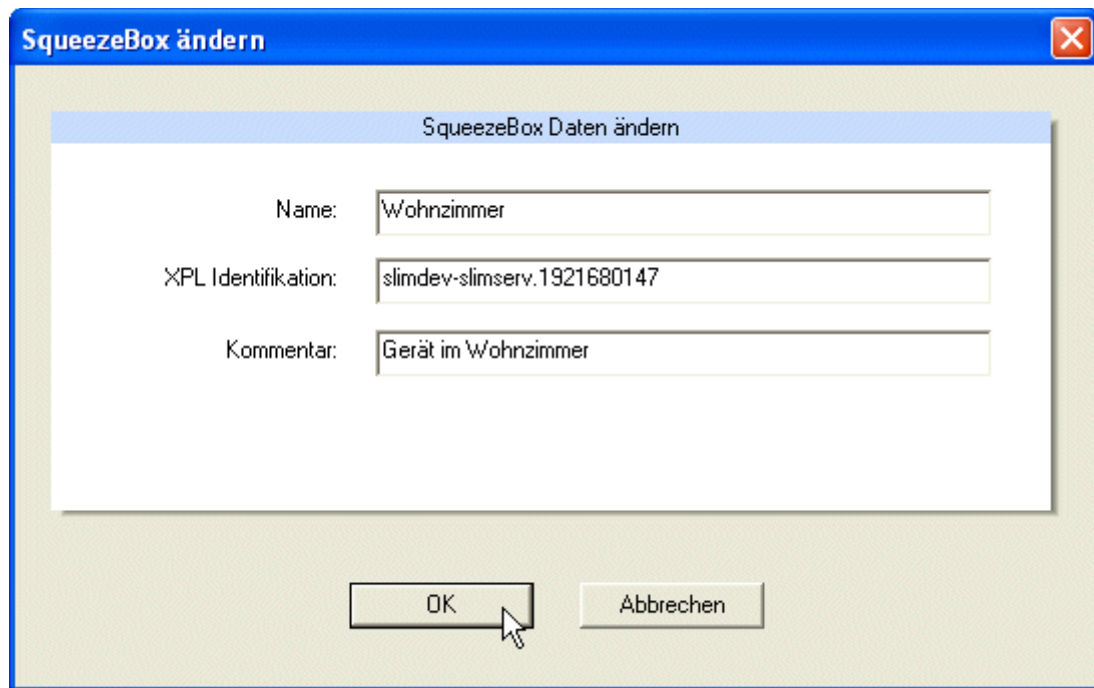 SqueezeBox ändern
SqueezeBox Daten ändern
Name: Wohnzimmer
XPL Identifikation: slimdev-slimserv.1921680147
Kommentar: Gerät im Wohnzimmer
OK Abbrechen